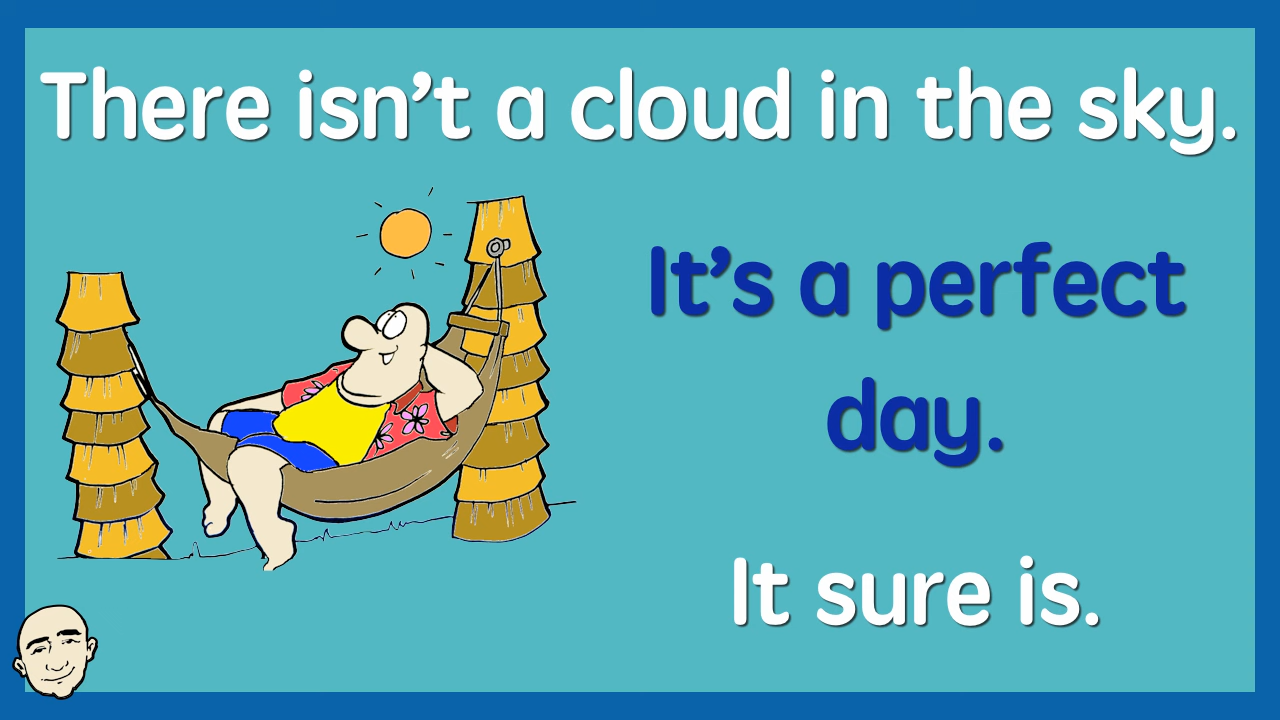 There isn’t a cloud in the sky.
It’s a perfect
day.
It sure is.